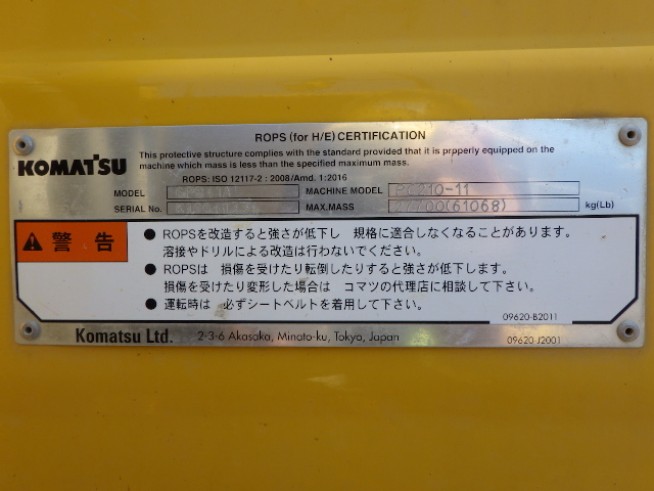 ROPS (for H/E) CERTIFICATION
KOMATSU
This protective structure complies with the standard provided that it is properly equipped on the
machine which mass is less than the specified maximum mass.
ROPS: ISO 12117-2 : 2008/Amd. 1:2016
MODEL MACHINE MODEL PC210-11
SERIAL No. MAX.MASS 27700(61068) kg(Lb)
警告
● ROPSを改造すると強さが低下し 規格に適合しなくなることがあります。
溶接やドリルによる改造は行わないでください。
● ROPSは 損傷を受けたり転倒したりすると強さが低下します。
損傷を受けたり変形した場合は コマツの代理店に相談して下さい。
● 運転時は 必ずシートベルトを着用して下さい。
09620-B2011
Komatsu Ltd. 2-3-6 Akasaka, Minato-ku, Tokyo, Japan
09620 J2001